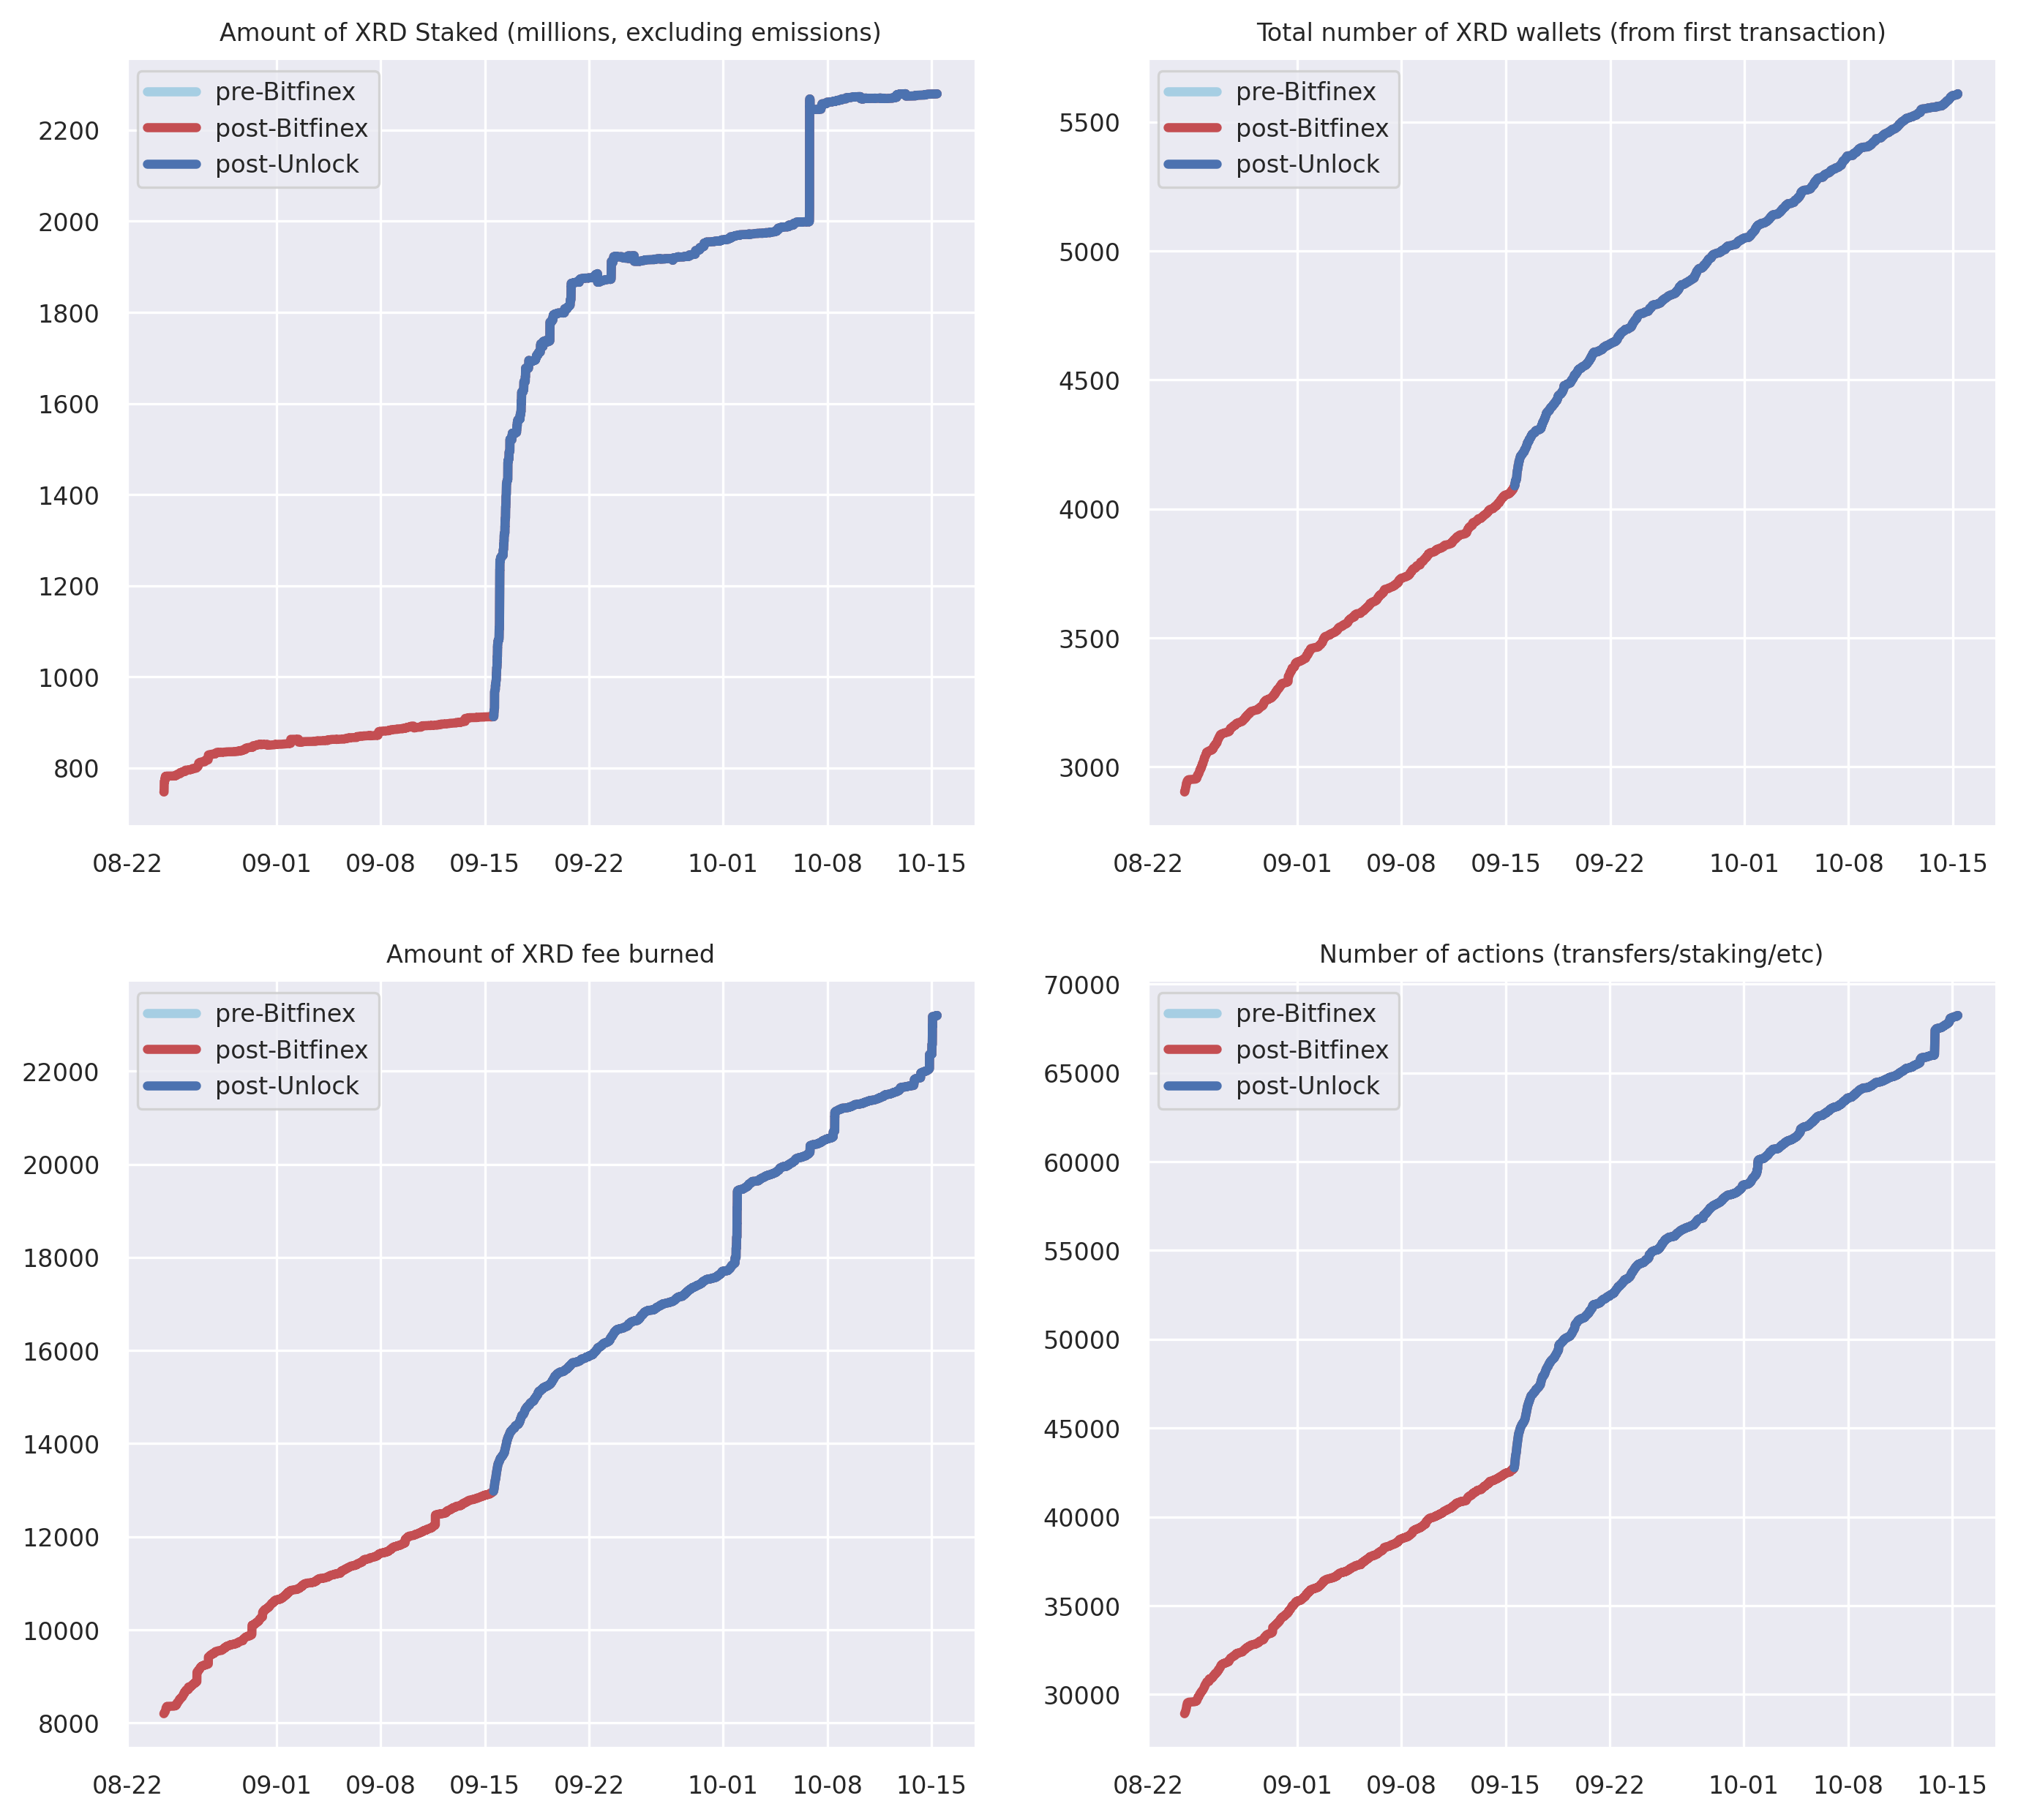 Amount of XRD Staked (millions, excluding emissions)
pre-Bitfinex
post-Bitfinex
post-Unlock
2200
2000
1800
1600
1400
1200
1000
800
08-22 09-01 09-08 09-15 09-22 10-01 10-08 10-15
Total number of XRD wallets (from first transaction)
pre-Bitfinex
post-Bitfinex
post-Unlock
5500
5000
4500
4000
3500
3000
08-22 09-01 09-08 09-15 09-22 10-01 10-08 10-15
Amount of XRD fee burned
pre-Bitfinex
post-Bitfinex
post-Unlock
22000
20000
18000
16000
14000
12000
10000
8000
08-22 09-01 09-08 09-15 09-22 10-01 10-08 10-15
Number of actions (transfers/staking/etc)
pre-Bitfinex
post-Bitfinex
post-Unlock
70000
65000
60000
55000
50000
45000
40000
35000
30000
08-22 09-01 09-08 09-15 09-22 10-01 10-08 10-15